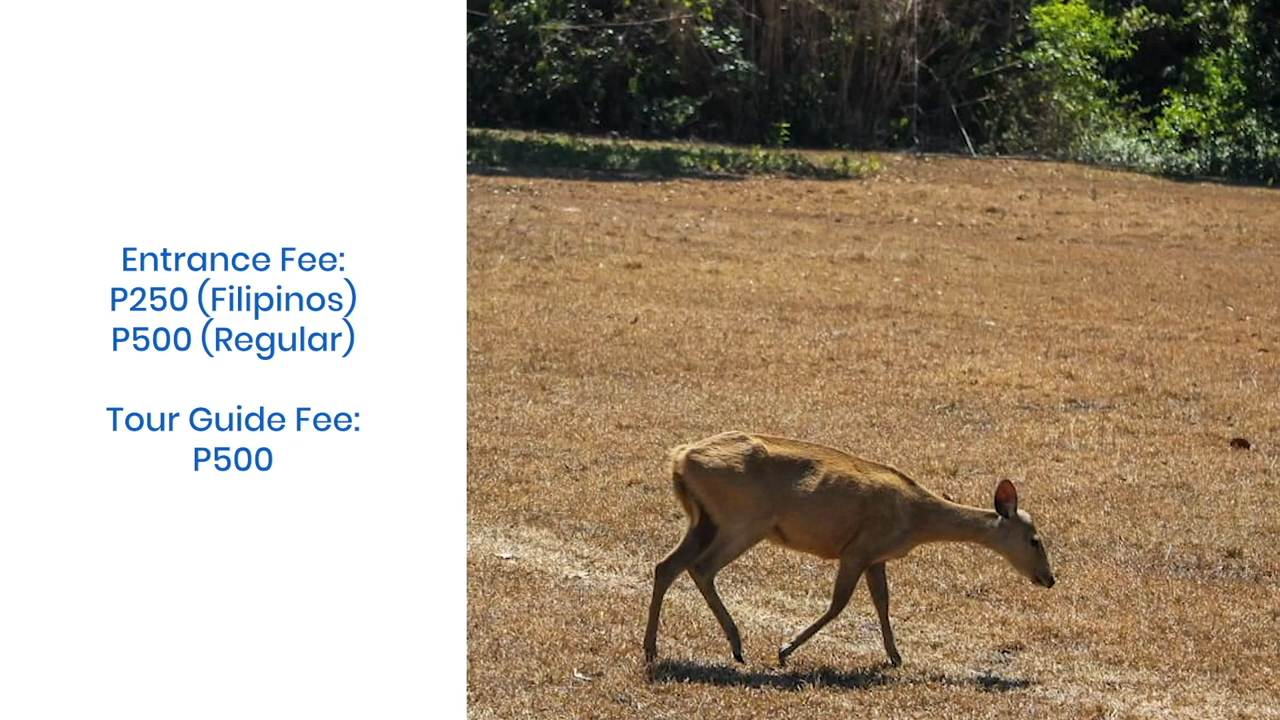 Entrance Fee:
P250 (Filipinos)
P500 (Regular)
Tour Guide Fee:
P500